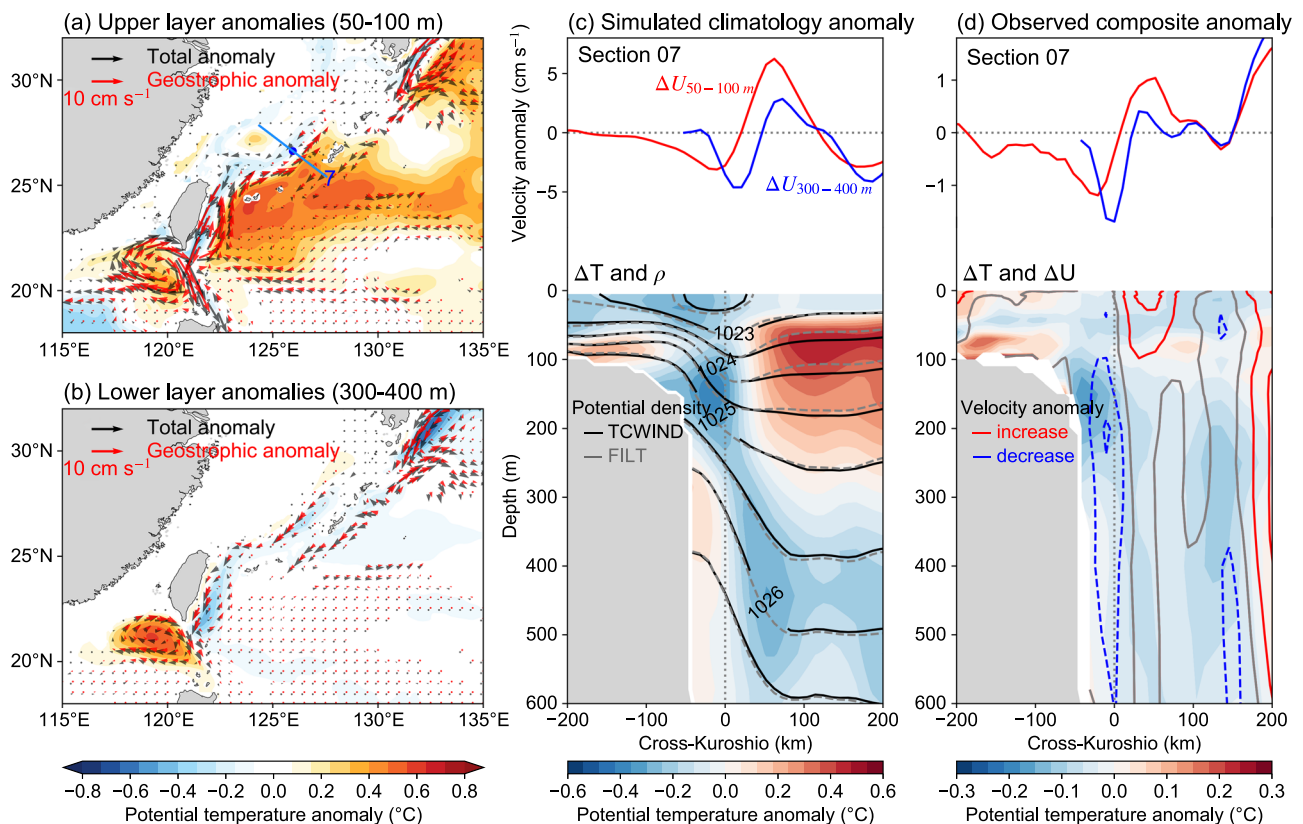 (a) Upper layer anomalies (50-100 m)
Total anomaly
Geostrophic anomaly
10 cm s⁻¹
30°N
25°N
20°N
7
115°E
120°E
125°E
130°E
135°E
(b) Lower layer anomalies (300-400 m)
Total anomaly
Geostrophic anomaly
10 cm s⁻¹
30°N
25°N
20°N
115°E
120°E
125°E
130°E
135°E
−0.8
−0.6
−0.4
−0.2
0.0
0.2
0.4
0.6
0.8
Potential temperature anomaly (°C)
(c) Simulated climatology anomaly
Section 07
Velocity anomaly (cm s⁻¹)
5
0
−5
ΔU50−100 m
ΔU300−400 m
ΔT and ρ
Depth (m)
0
100
200
300
400
500
600
1023
1024
1025
1026
Potential density
TCWIND
FILT
−200
−100
0
100
200
Cross-Kuroshio (km)
−0.6
−0.4
−0.2
0.0
0.2
0.4
0.6
Potential temperature anomaly (°C)
(d) Observed composite anomaly
Section 07
1
0
−1
ΔT and ΔU
0
100
200
300
400
500
600
Velocity anomaly
increase
decrease
−200
−100
0
100
200
Cross-Kuroshio (km)
−0.3
−0.2
−0.1
0.0
0.1
0.2
0.3
Potential temperature anomaly (°C)